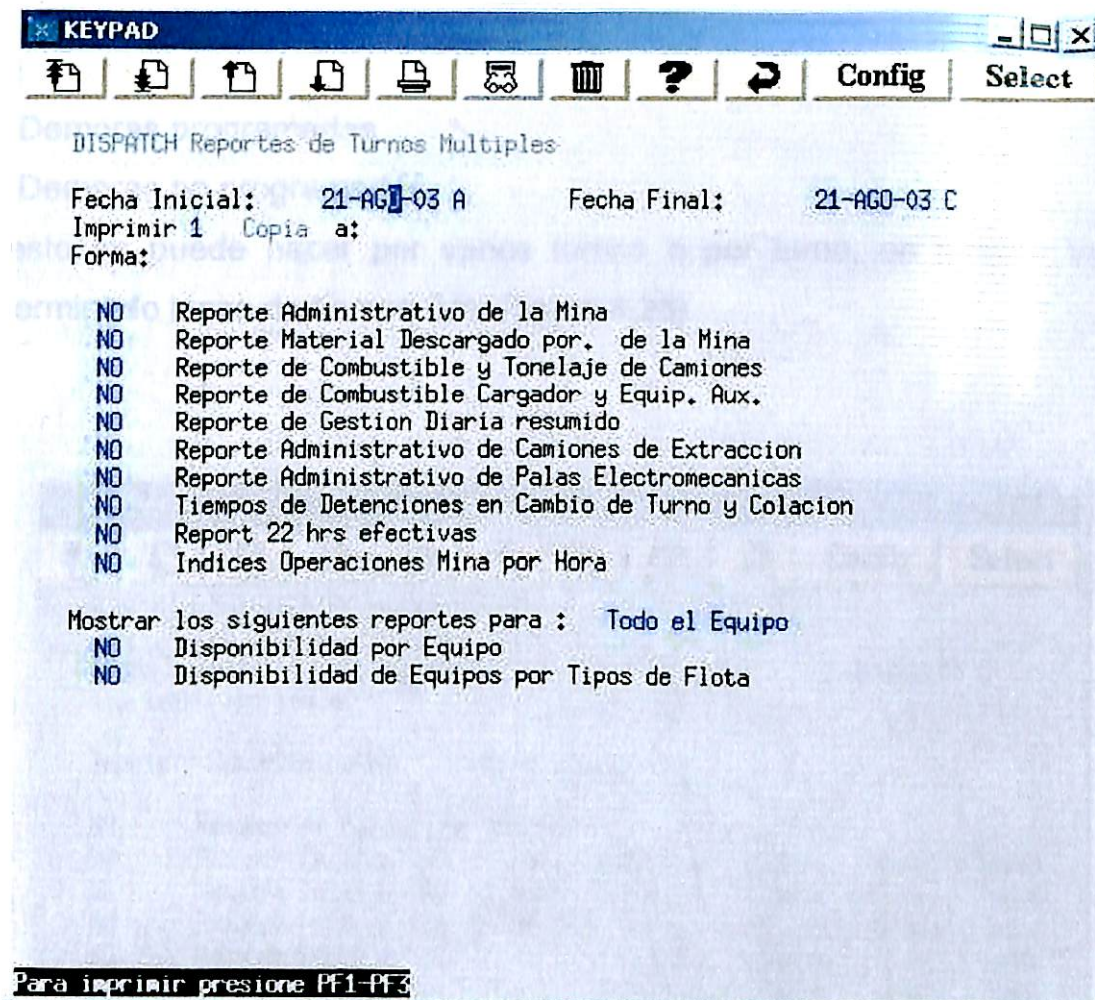 KEYPAD
Config Select
DISPATCH Reportes de Turnos Multiples
Fecha Inicial: 21-AGO-03 A Fecha Final: 21-AGO-03 C
Imprimir 1 Copia a:
Forma:
NO Reporte Administrativo de la Mina
NO Reporte Material Descargado por. de la Mina
NO Reporte de Combustible y Tonelaje de Camiones
NO Reporte de Combustible Cargador y Equip. Aux.
NO Reporte de Gestion Diaria resumido
NO Reporte Administrativo de Camiones de Extraccion
NO Reporte Administrativo de Palas Electromecanicas
NO Tiempos de Detenciones en Cambio de Turno y Colacion
NO Report 22 hrs efectivas
NO Indices Operaciones Mina por Hora
Mostrar los siguientes reportes para : Todo el Equipo
NO Disponibilidad por Equipo
NO Disponibilidad de Equipos por Tipos de Flota
Para imprimir presione PF1-PF3